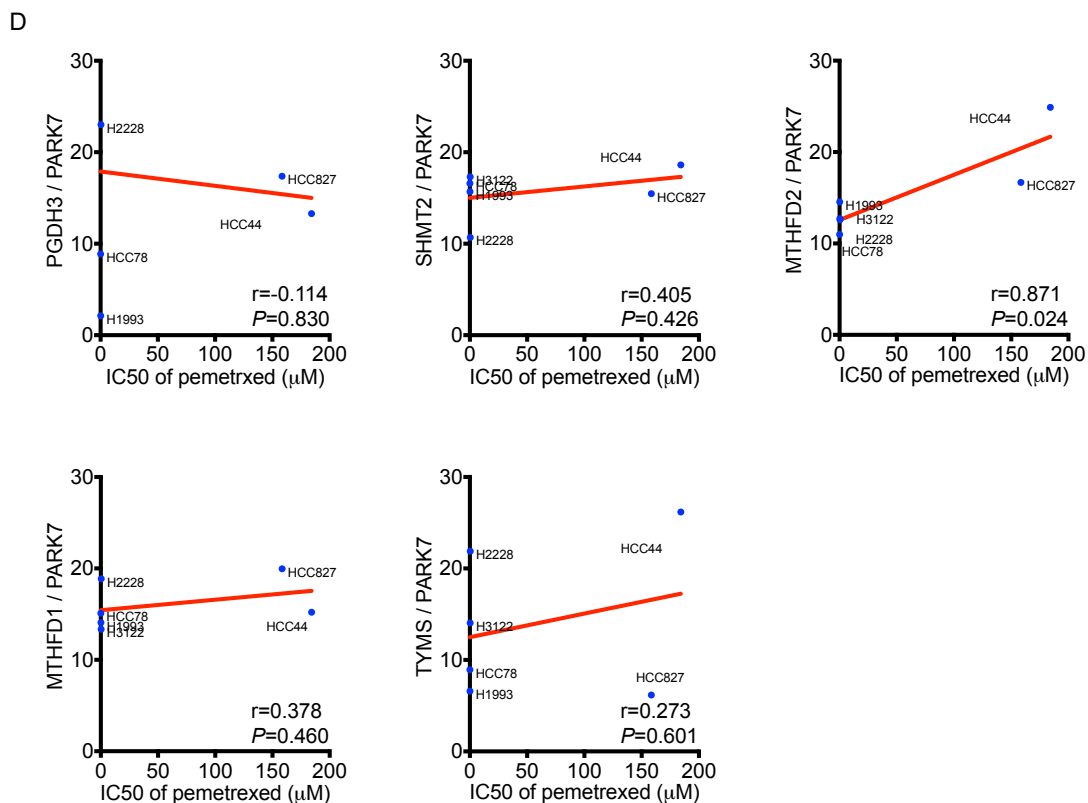 D
PGDH3 / PARK7
30
20
10
0
H2228
HCC827
HCC44
HCC78
H1993
r=-0.114
P=0.830
0 50 100 150 200
IC50 of pemetrxed (μM)
SHMT2 / PARK7
30
20
10
0
HCC44
H3122
HCC78
H1993
HCC827
H2228
r=0.405
P=0.426
0 50 100 150 200
IC50 of pemetrxed (μM)
MTHFD2 / PARK7
30
20
10
0
HCC44
HCC827
H1993
H3122
H2228
HCC78
r=0.871
P=0.024
0 50 100 150 200
IC50 of pemetrxed (μM)
MTHFD1 / PARK7
30
20
10
0
H2228
HCC827
HCC78
H1993
H3122
HCC44
r=0.378
P=0.460
0 50 100 150 200
IC50 of pemetrxed (μM)
TYMS / PARK7
30
20
10
0
H2228
HCC44
H3122
HCC78
HCC827
H1993
r=0.273
P=0.601
0 50 100 150 200
IC50 of pemetrxed (μM)